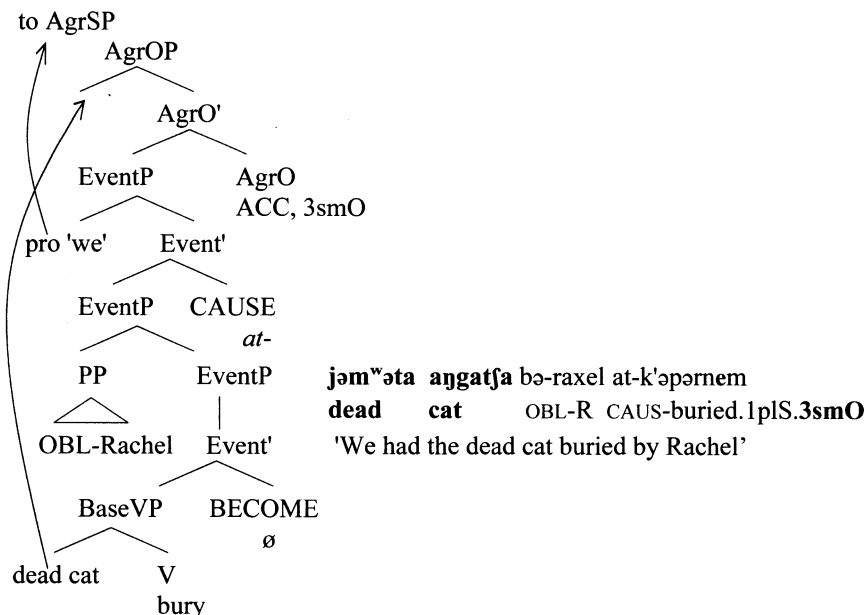 to AgrSP
AgrOP
AgrO'
EventP AgrO
ACC, 3smO
pro 'we' Event'
EventP CAUSE
at-
PP EventP jəmʷəta aŋgatʃa bə-raxel at-k'əpərnem
dead cat OBL-R CAUS-buried.1plS.3smO
OBL-Rachel Event' 'We had the dead cat buried by Rachel'
BaseVP BECOME
ø
dead cat V
bury